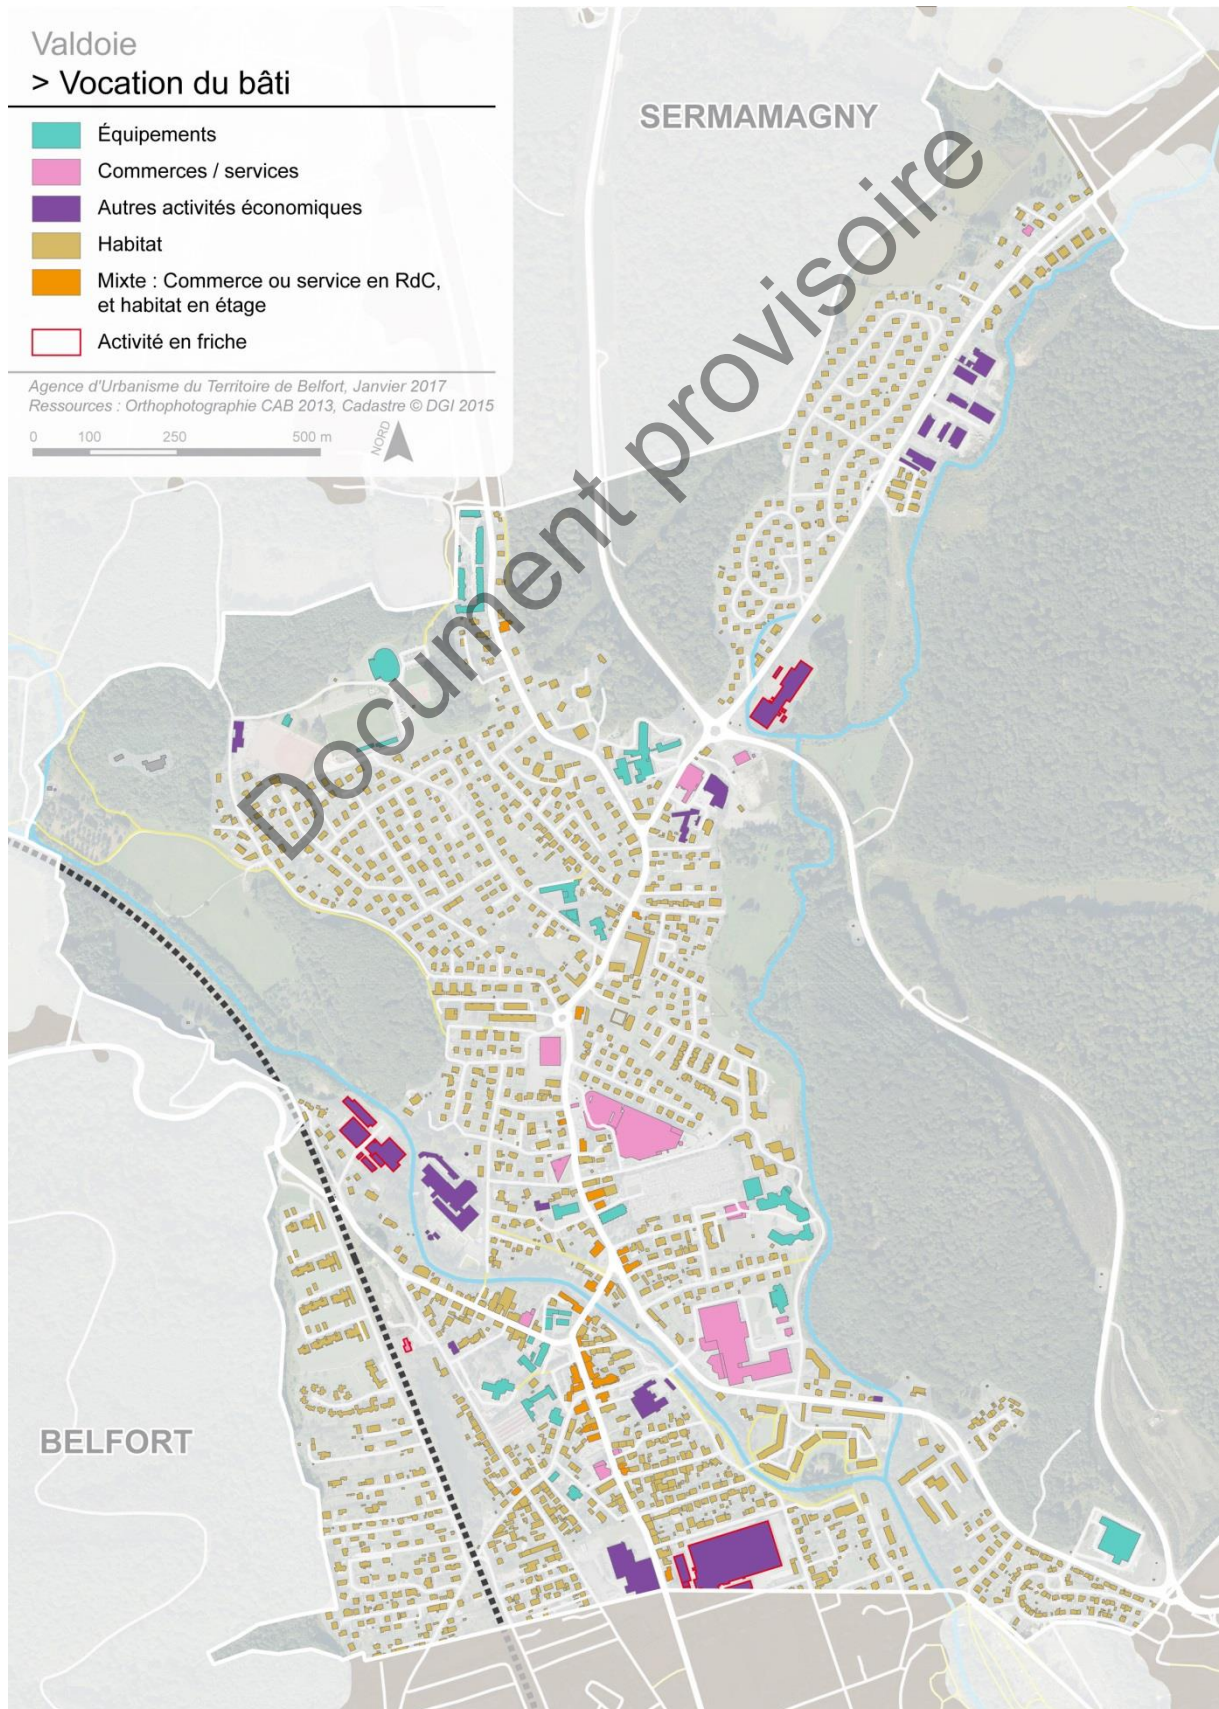 Valdoie
> Vocation du bâti
Équipements
Commerces / services
Autres activités économiques
Habitat
Mixte : Commerce ou service en RdC,
et habitat en étage
Activité en friche
Agence d'Urbanisme du Territoire de Belfort, Janvier 2017
Ressources : Orthophotographie CAB 2013, Cadastre © DGI 2015
0 100 250 500 m
NORD
SERMAMAGNY
Document provisoire
BELFORT